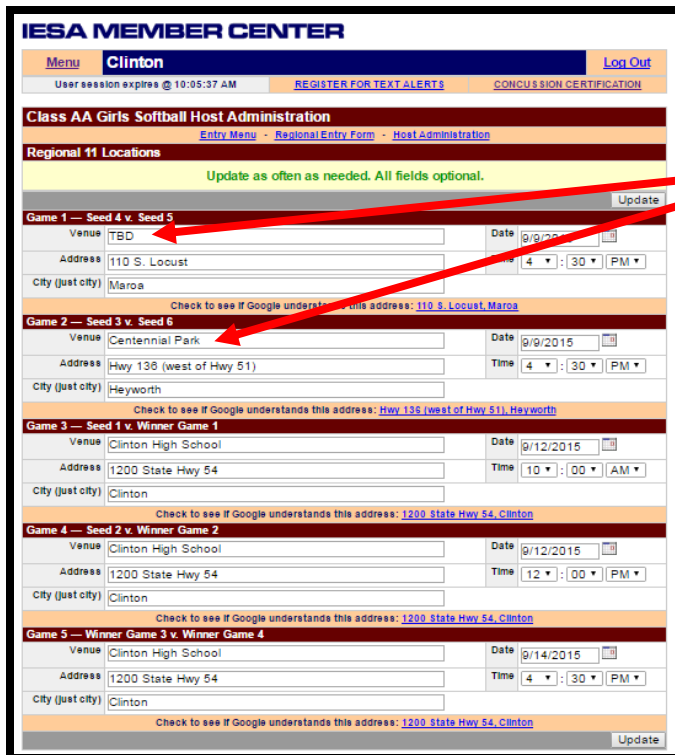 IESA MEMBER CENTER
Menu Clinton Log Out
User session expires @ 10:05:37 AM REGISTER FOR TEXT ALERTS CONCUSSION CERTIFICATION
Class AA Girls Softball Host Administration
Entry Menu - Regional Entry Form - Host Administration
Regional 11 Locations
Update as often as needed. All fields optional.
Update
Game 1 — Seed 4 v. Seed 5
Venue TBD Date
Address 110 S. Locust Time 4 : 30 PM
City (just city) Maroa
Check to see if Google understands this address: 110 S. Locust, Maroa
Game 2 — Seed 3 v. Seed 6
Venue Centennial Park Date 9/9/2015
Address Hwy 136 (west of Hwy 51) Time 4 : 30 PM
City (just city) Heyworth
Check to see if Google understands this address: Hwy 136 (west of Hwy 51), Heyworth
Game 3 — Seed 1 v. Winner Game 1
Venue Clinton High School Date 9/12/2015
Address 1200 State Hwy 54 Time 10 : 00 AM
City (just city) Clinton
Check to see if Google understands this address: 1200 State Hwy 54, Clinton
Game 4 — Seed 2 v. Winner Game 2
Venue Clinton High School Date 9/12/2015
Address 1200 State Hwy 54 Time 12 : 00 PM
City (just city) Clinton
Check to see if Google understands this address: 1200 State Hwy 54, Clinton
Game 5 — Winner Game 3 v. Winner Game 4
Venue Clinton High School Date 9/14/2015
Address 1200 State Hwy 54 Time 4 : 30 PM
City (just city) Clinton
Check to see if Google understands this address: 1200 State Hwy 54, Clinton
Update